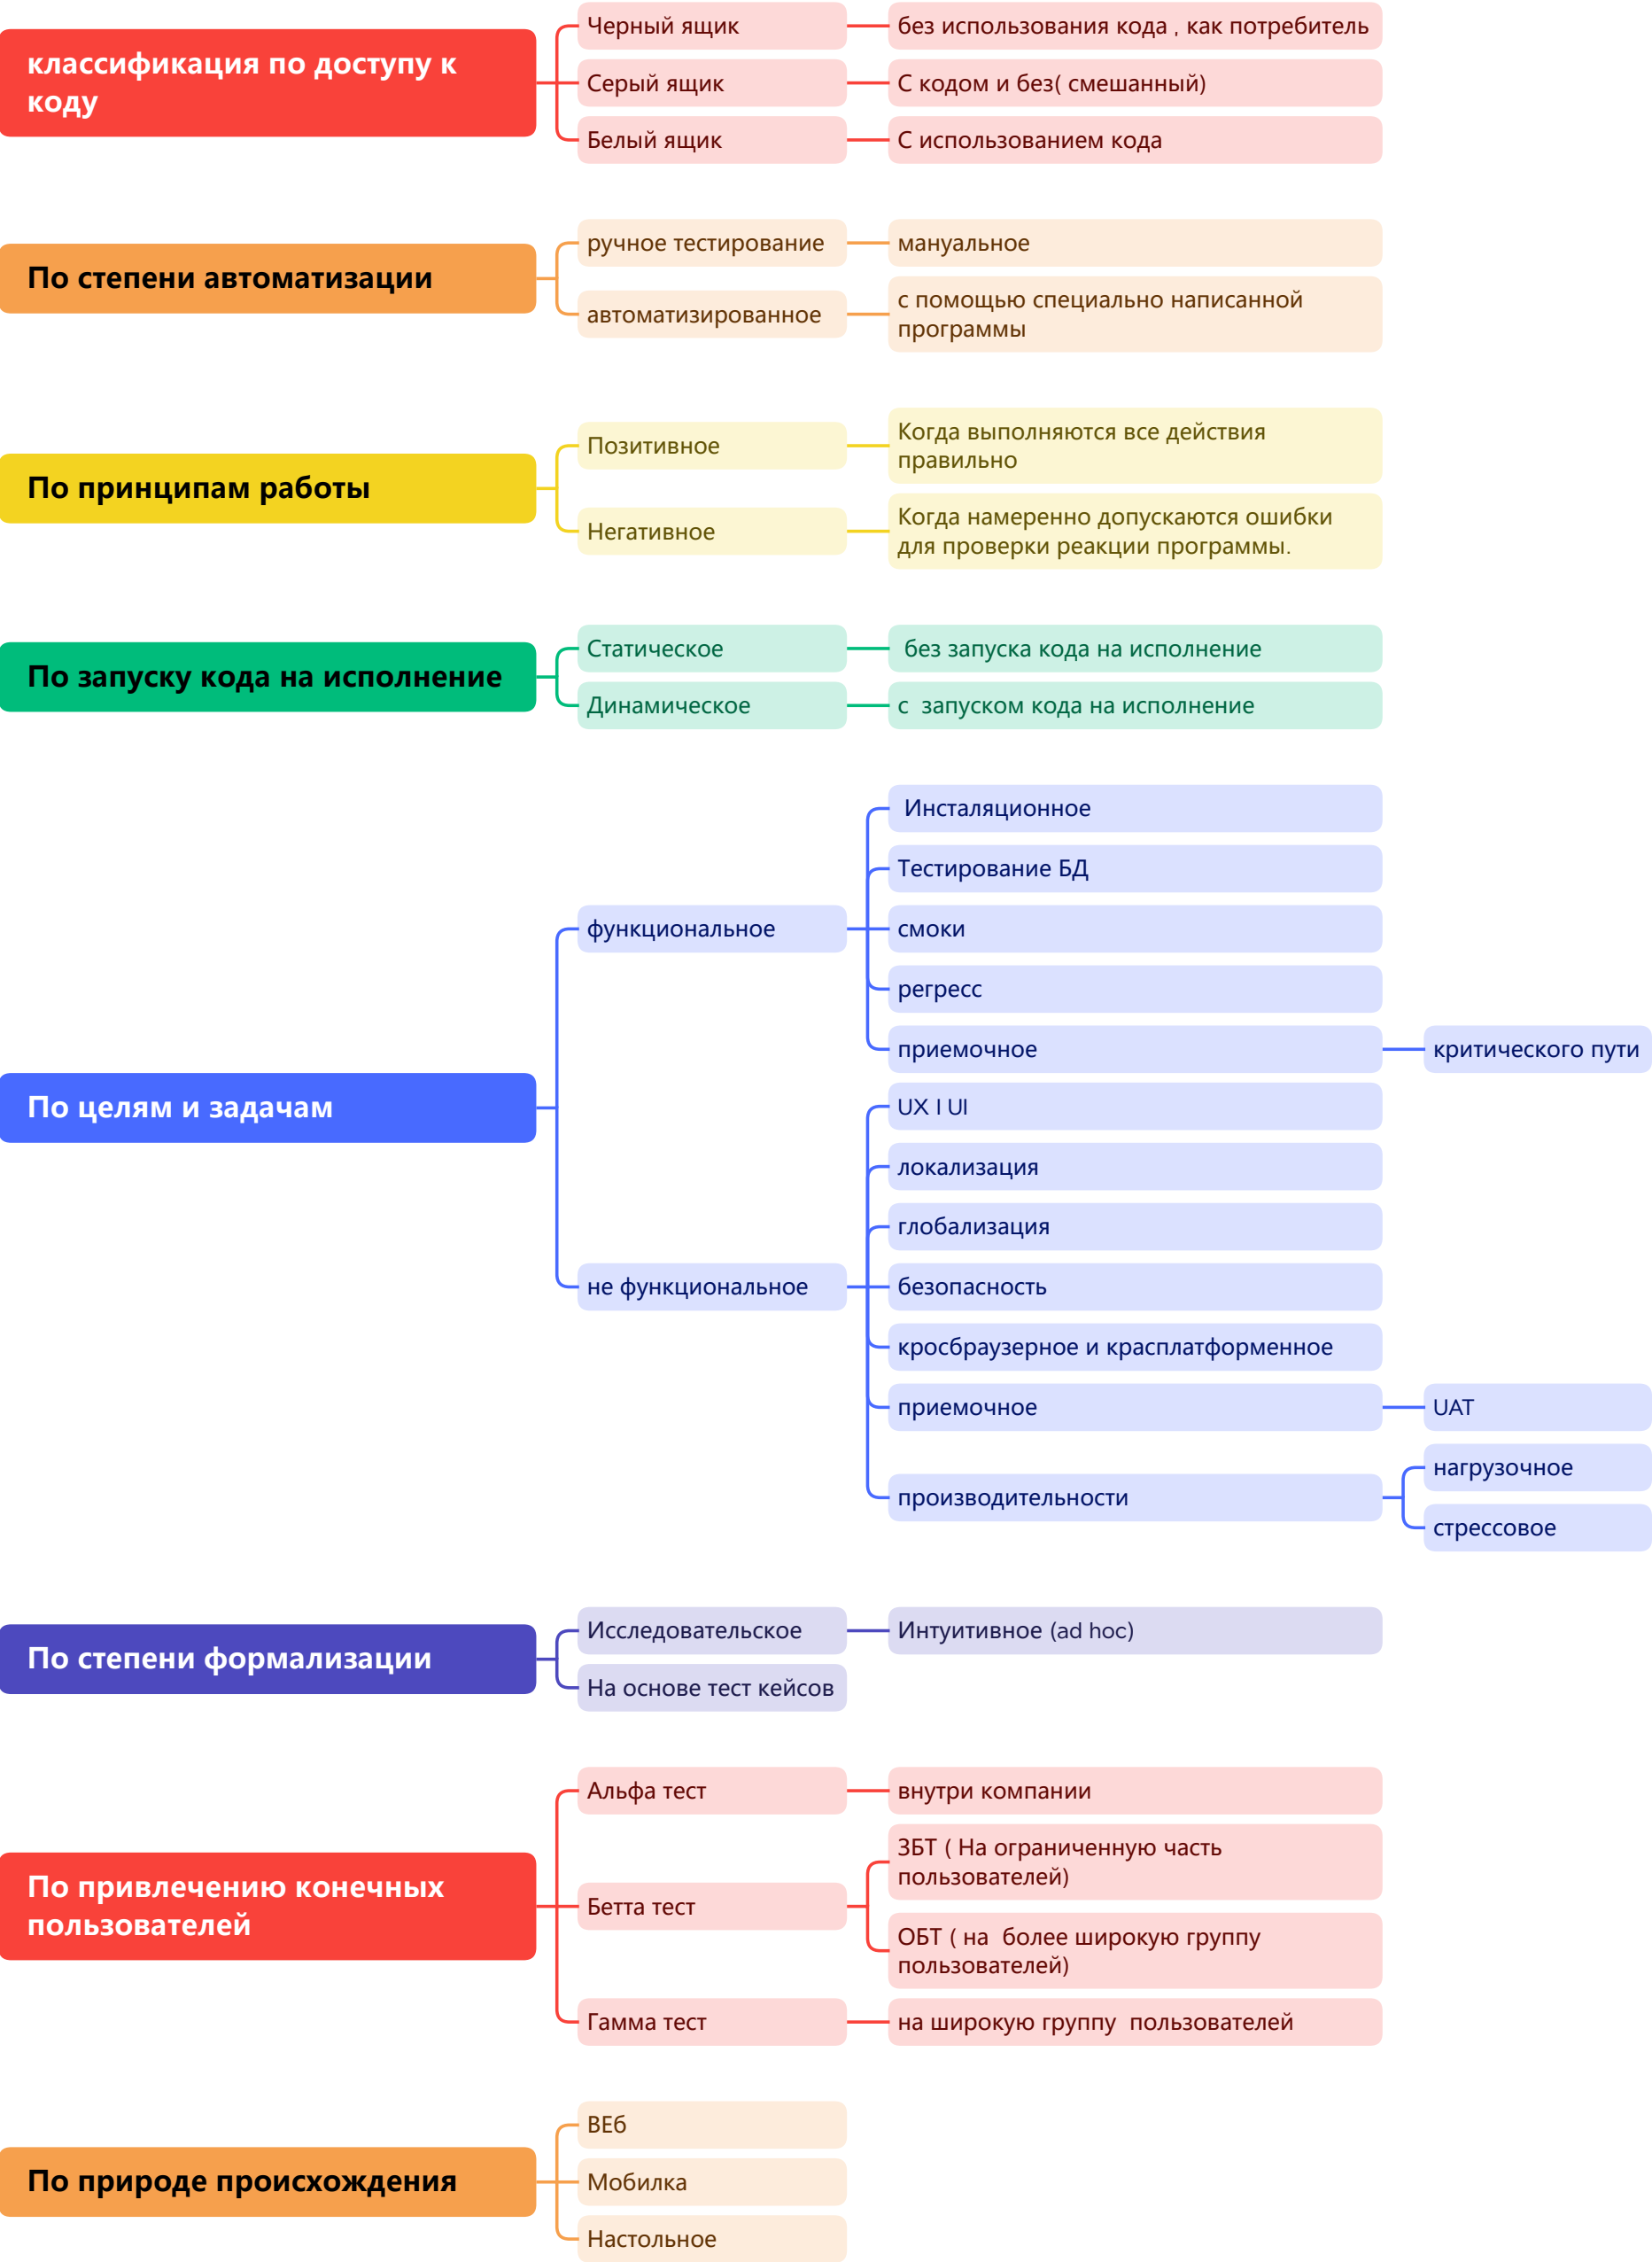 классификация по доступу к
коду
Черный ящик
без использования кода , как потребитель
Серый ящик
С кодом и без( смешанный)
Белый ящик
С использованием кода
По степени автоматизации
ручное тестирование
мануальное
автоматизированное
с помощью специально написанной
программы
По принципам работы
Позитивное
Когда выполняются все действия
правильно
Негативное
Когда намеренно допускаются ошибки
для проверки реакции программы.
По запуску кода на исполнение
Статическое
без запуска кода на исполнение
Динамическое
с  запуском кода на исполнение
По целям и задачам
функциональное
Инсталяционное
Тестирование БД
смоки
регресс
приемочное
критического пути
не функциональное
UX I UI
локализация
глобализация
безопасность
кросбраузерное и красплатформенное
приемочное
UAT
производительности
нагрузочное
стрессовое
По степени формализации
Исследовательское
Интуитивное (ad hoc)
На основе тест кейсов
По привлечению конечных
пользователей
Альфа тест
внутри компании
Бетта тест
ЗБТ ( На ограниченную часть
пользователей)
ОБТ ( на  более широкую группу
пользователей)
Гамма тест
на широкую группу  пользователей
По природе происхождения
ВЕб
Мобилка
Настольное